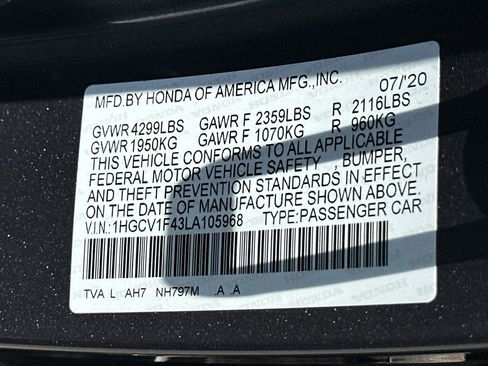 MFD.BY HONDA OF AMERICA MFG.,INC. 07/'20
GVWR 4299LBS GAWR F 2359LBS R 2116LBS
GVWR 1950KG GAWR F 1070KG R 960KG
THIS VEHICLE CONFORMS TO ALL APPLICABLE
FEDERAL MOTOR VEHICLE SAFETY BUMPER,
AND THEFT PREVENTION STANDARDS IN EFFECT
ON THE DATE OF MANUFACTURE SHOWN ABOVE.
V.I.N.:1HGCV1F43LA105968 TYPE:PASSENGER CAR
TVA L AH7 NH797M .A .A